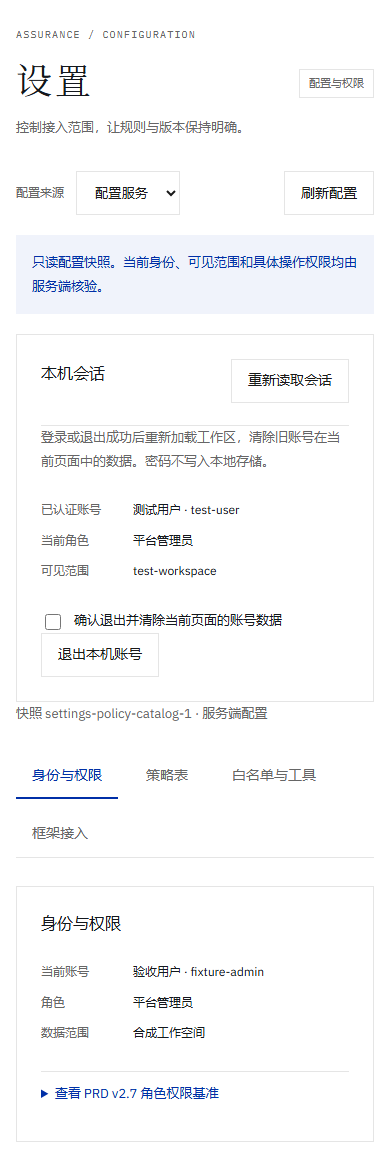 ASSURANCE / CONFIGURATION
设置
配置与权限
控制接入范围，让规则与版本保持明确。
配置来源
配置服务
刷新配置
只读配置快照。当前身份、可见范围和具体操作权限均由
服务端核验。
本机会话
重新读取会话
登录或退出成功后重新加载工作区，清除旧账号在当
前页面中的数据。密码不写入本地存储。
已认证账号 测试用户 · test-user
当前角色 平台管理员
可见范围 test-workspace
确认退出并清除当前页面的账号数据
退出本机账号
快照 settings-policy-catalog-1 · 服务端配置
身份与权限 策略表 白名单与工具
框架接入
身份与权限
当前账号 验收用户 · fixture-admin
角色 平台管理员
数据范围 合成工作空间
▶ 查看 PRD v2.7 角色权限基准